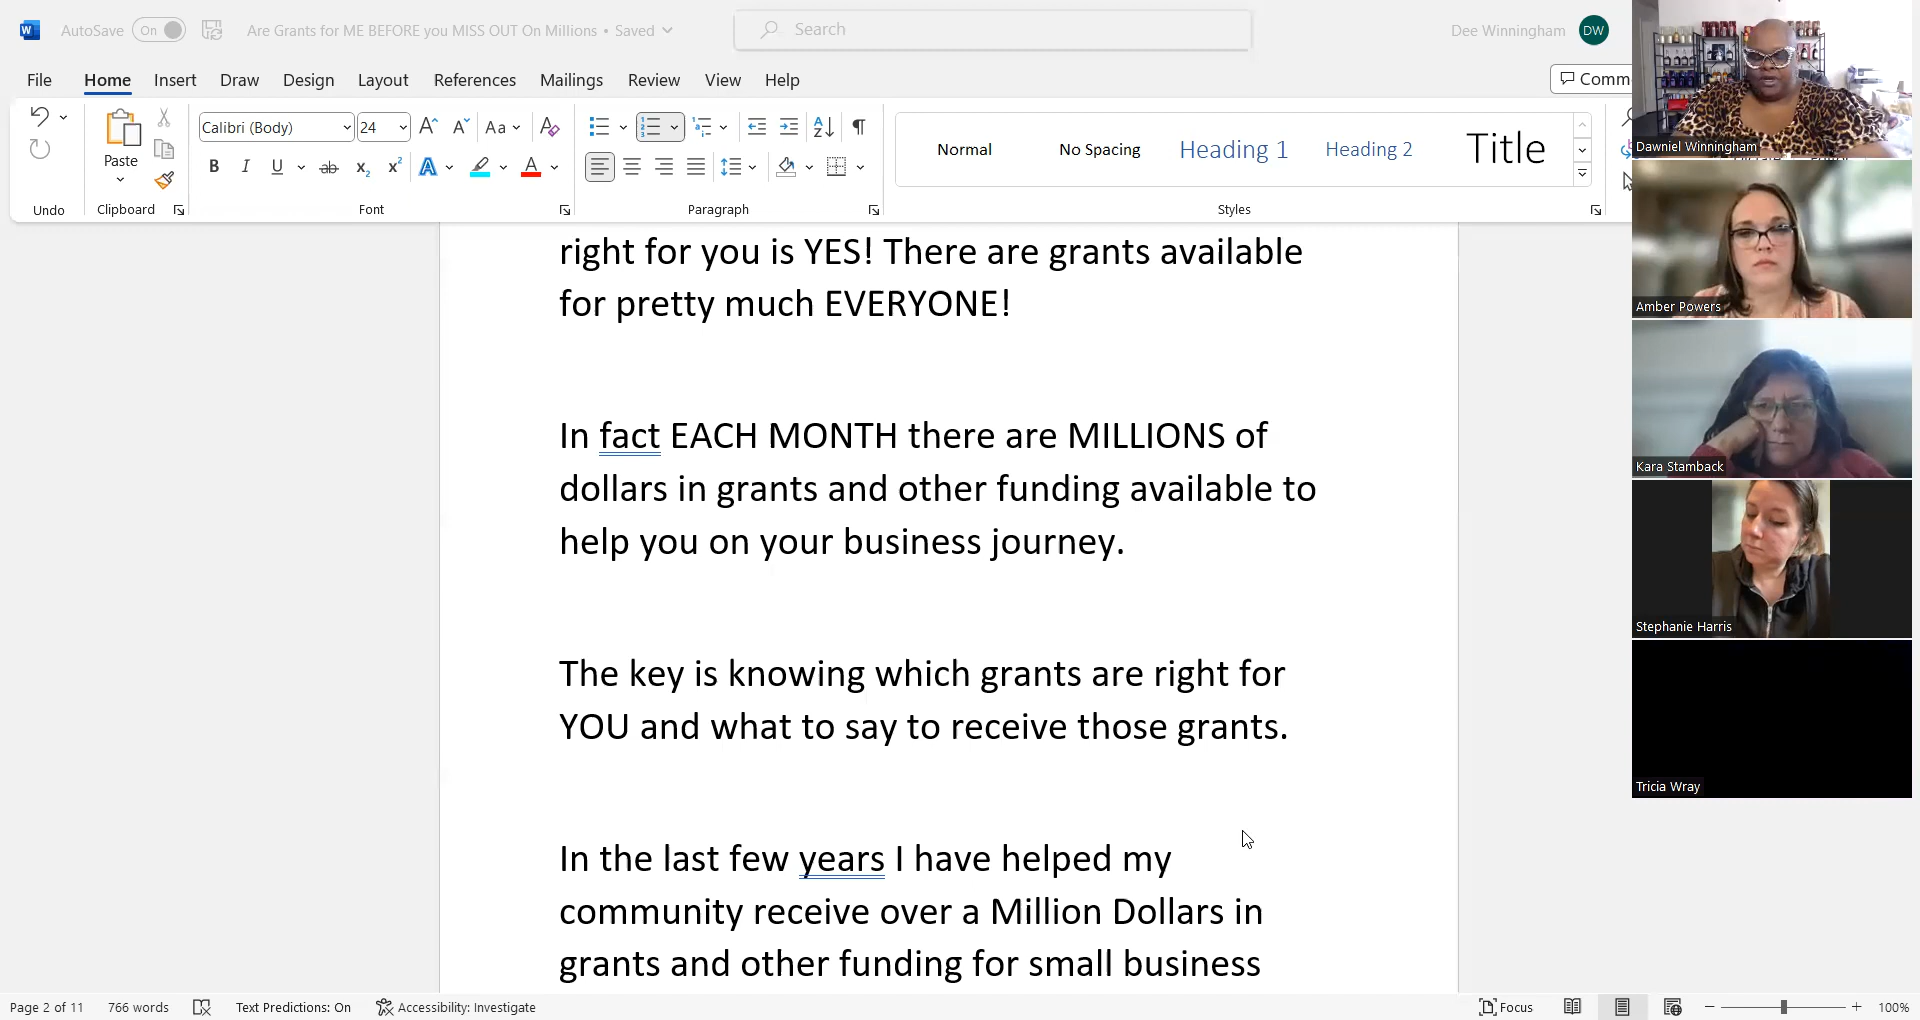 AutoSave On Are Grants for ME BEFORE you MISS OUT On Millions • Saved Search Dee Winningham DW
File Home Insert Draw Design Layout References Mailings Review View Help Comm
Paste Calibri (Body) 24 Aa Normal No Spacing Heading 1 Heading 2 Title
Undo Clipboard Font Paragraph Styles
right for you is YES! There are grants available
for pretty much EVERYONE!
In fact EACH MONTH there are MILLIONS of
dollars in grants and other funding available to
help you on your business journey.
The key is knowing which grants are right for
YOU and what to say to receive those grants.
In the last few years I have helped my
community receive over a Million Dollars in
grants and other funding for small business
Dawniel Winningham
Amber Powers
Kara Stamback
Stephanie Harris
Tricia Wray
Page 2 of 11 766 words Text Predictions: On Accessibility: Investigate Focus 100%